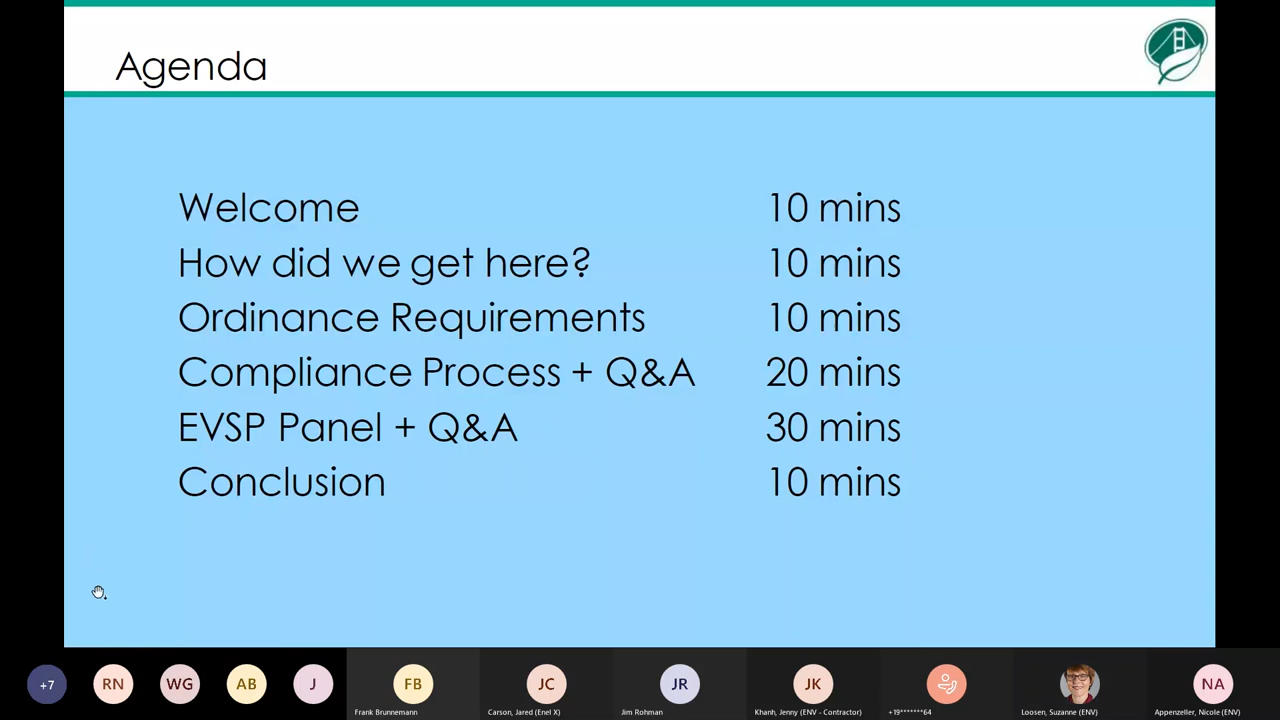 Agenda
Welcome 10 mins
How did we get here? 10 mins
Ordinance Requirements 10 mins
Compliance Process + Q&A 20 mins
EVSP Panel + Q&A 30 mins
Conclusion 10 mins
+7 RN WG AB J FB JC JR JK NA
Frank Brunnemann Carson, Jared (Enel X) Jim Rohman Khanh, Jenny (ENV - Contractor) +19*******64 Loosen, Suzanne (ENV) Appenzeller, Nicole (ENV)